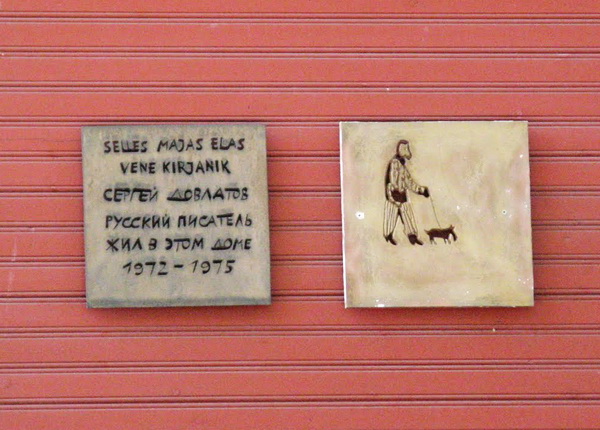 SELLES MAJAS ELAS
VENE KIRJANIK
СЕРГЕЙ ДОВЛАТОВ
РУССКИЙ ПИСАТЕЛЬ
ЖИЛ В ЭТОМ ДОМЕ
1972 - 1975